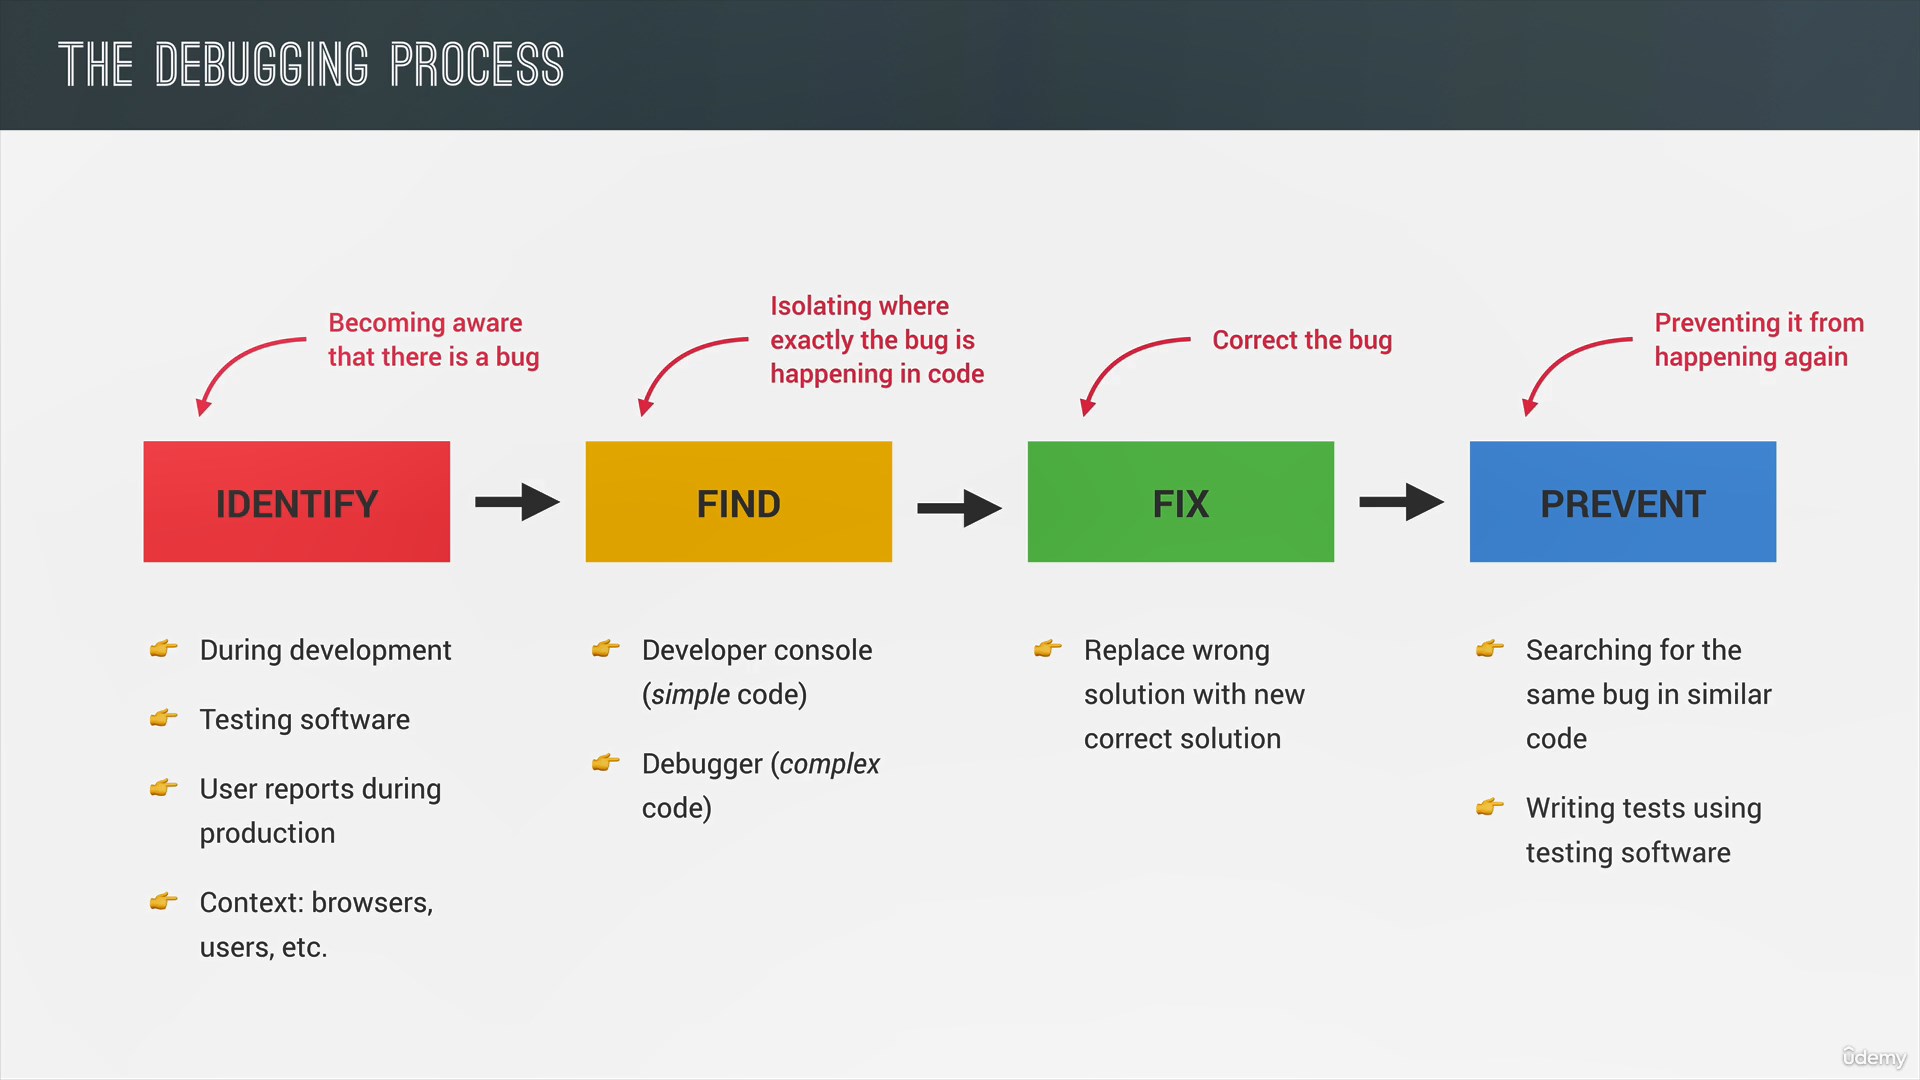 THE DEBUGGING PROCESS
Becoming aware
that there is a bug
Isolating where
exactly the bug is
happening in code
Correct the bug
Preventing it from
happening again
IDENTIFY
FIND
FIX
PREVENT
During development
Testing software
User reports during
production
Context: browsers,
users, etc.
Developer console
(simple code)
Debugger (complex
code)
Replace wrong
solution with new
correct solution
Searching for the
same bug in similar
code
Writing tests using
testing software
ûdemy